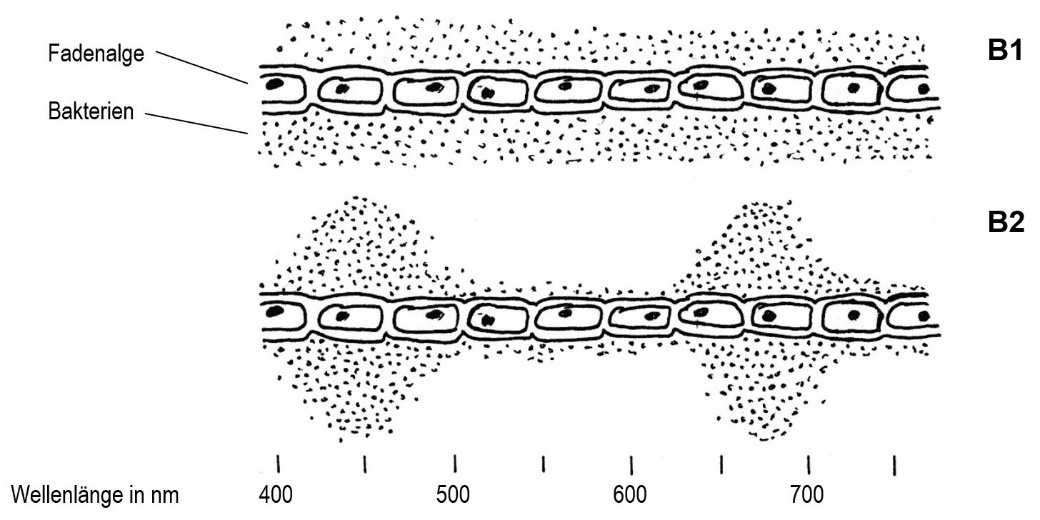 Fadenalge
B1
Bakterien
B2
Wellenlänge in nm 400 500 600 700